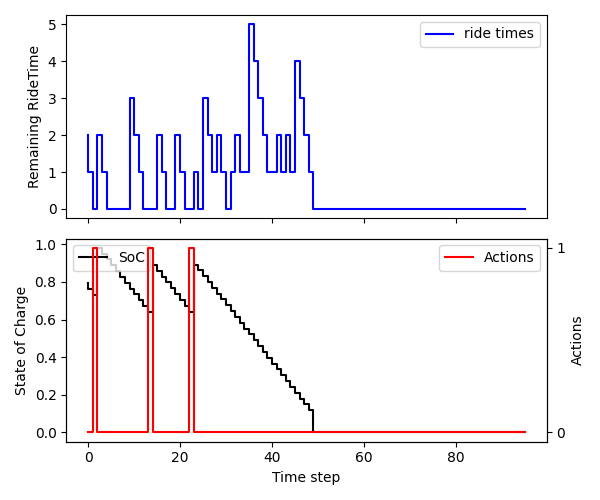 5
4
3
2
1
0
Remaining RideTime
ride times
1.0
0.8
0.6
0.4
0.2
0.0
State of Charge
SoC
Actions
1
0
Actions
0 20 40 60 80
Time step